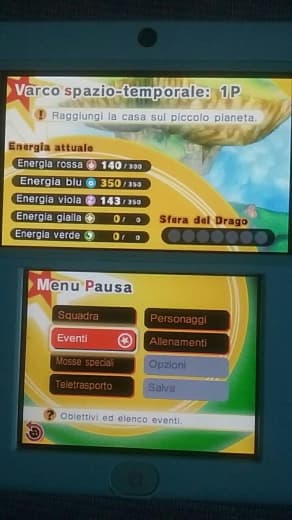 Varco spazio-temporale: 1P
Raggiungi la casa sul piccolo pianeta.
Energia attuale
Energia rossa 140 / 300
Energia blu 350 / 350
Energia viola 143 / 350
Energia gialla 0 / 0
Energia verde 0 / 0
Sfera del Drago
Menu Pausa
Squadra
Personaggi
Eventi
Allenamenti
Mosse speciali
Opzioni
Teletrasporto
Salva
Obiettivi ed elenco eventi.